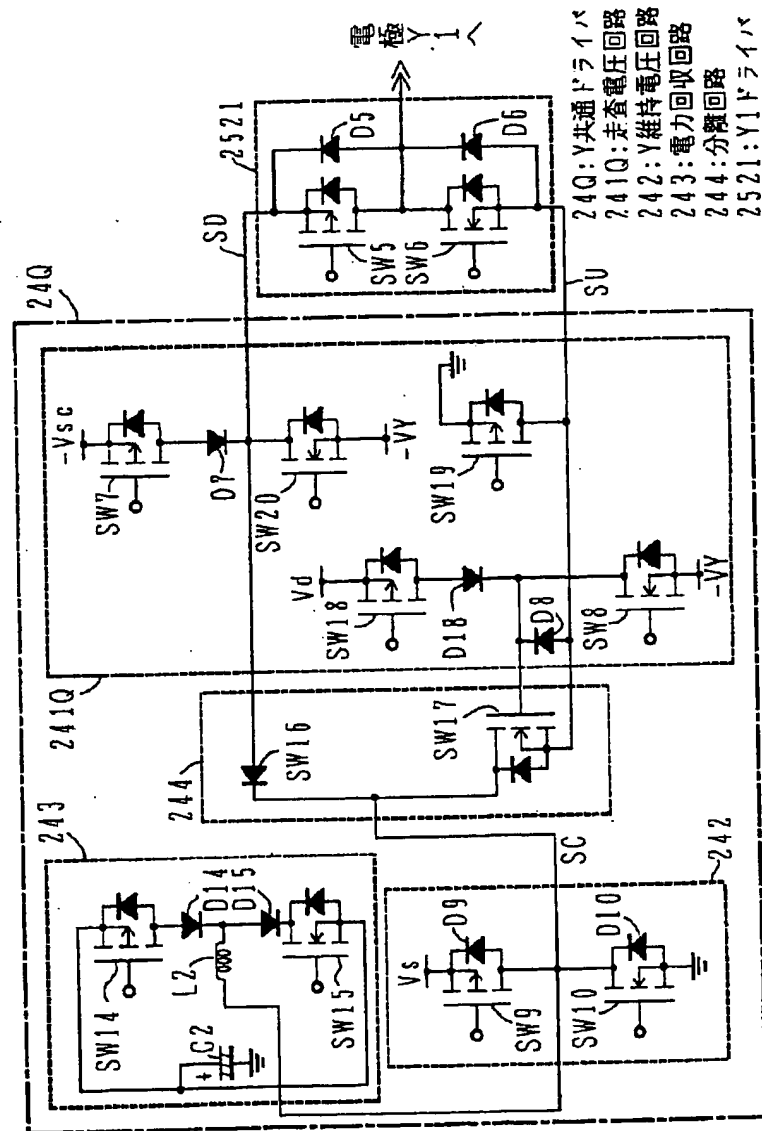 24Q
241Q
243
244
242
2521
SW14
C2
L2
D14
D15
SW15
Vs
D9
SW9
D10
SW10
SC
SW16
SW17
-Vsc
SW7
D7
SW20
-VY
Vd
SW18
D18
D8
SW8
-VY
SW19
SD
SU
SW5
D5
SW6
D6
電極Y1へ
24Q:Y共通ドライバ
241Q:走査電圧回路
242:Y維持電圧回路
243:電力回収回路
244:分離回路
2521:Y1ドライバ